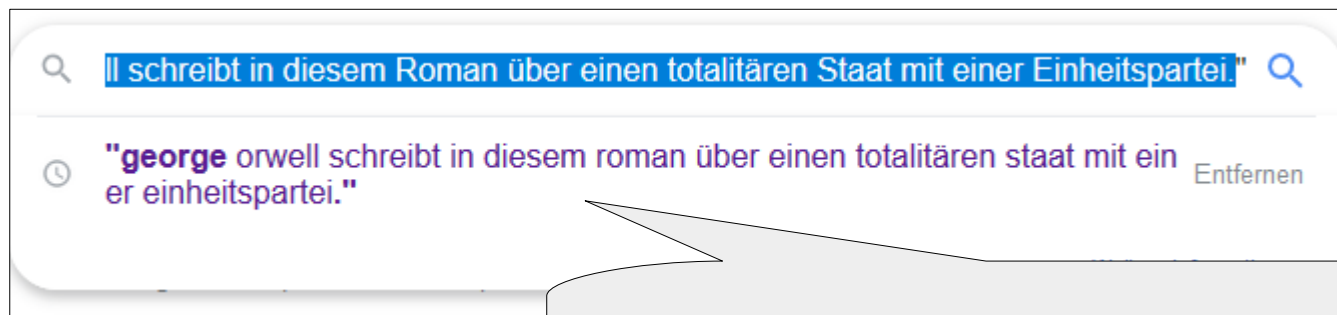 ll schreibt in diesem Roman über einen totalitären Staat mit einer Einheitspartei."
"george orwell schreibt in diesem roman über einen totalitären staat mit ein
er einheitspartei."
Entfernen